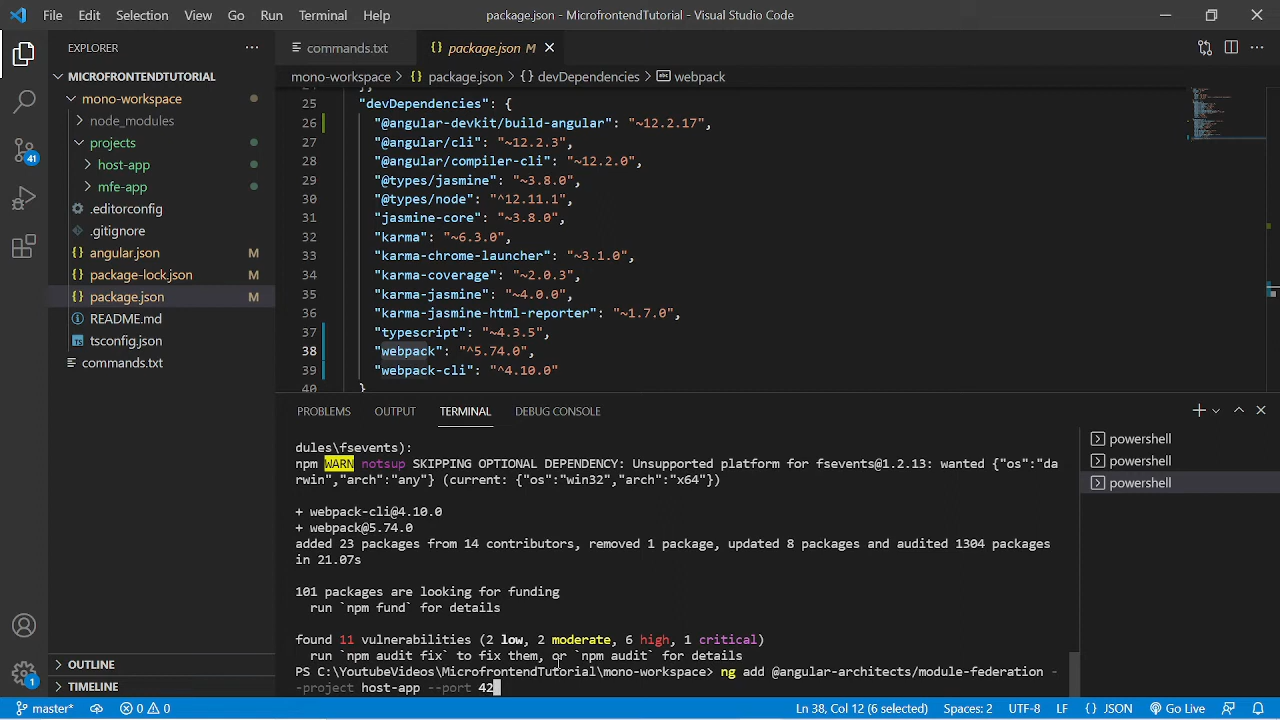 File Edit Selection View Go Run Terminal Help package.json - MicrofrontendTutorial - Visual Studio Code
EXPLORER
MICROFRONTENDTUTORIAL
mono-workspace
node_modules
projects
host-app
mfe-app
.editorconfig
.gitignore
angular.json M
package-lock.json M
package.json M
README.md
tsconfig.json
commands.txt
OUTLINE
TIMELINE
41
1
commands.txt package.json M
mono-workspace > package.json > {} devDependencies > webpack
25 "devDependencies": {
26 "@angular-devkit/build-angular": "~12.2.17",
27 "@angular/cli": "~12.2.3",
28 "@angular/compiler-cli": "~12.2.0",
29 "@types/jasmine": "~3.8.0",
30 "@types/node": "^12.11.1",
31 "jasmine-core": "~3.8.0",
32 "karma": "~6.3.0",
33 "karma-chrome-launcher": "~3.1.0",
34 "karma-coverage": "~2.0.3",
35 "karma-jasmine": "~4.0.0",
36 "karma-jasmine-html-reporter": "~1.7.0",
37 "typescript": "~4.3.5",
38 "webpack": "^5.74.0",
39 "webpack-cli": "^4.10.0"
40 }
PROBLEMS OUTPUT TERMINAL DEBUG CONSOLE
dules\fsevents):
npm WARN notsup SKIPPING OPTIONAL DEPENDENCY: Unsupported platform for fsevents@1.2.13: wanted {"os":"da
rwin","arch":"any"} (current: {"os":"win32","arch":"x64"})
+ webpack-cli@4.10.0
+ webpack@5.74.0
added 23 packages from 14 contributors, removed 1 package, updated 8 packages and audited 1304 packages
in 21.07s
101 packages are looking for funding
run `npm fund` for details
found 11 vulnerabilities (2 low, 2 moderate, 6 high, 1 critical)
run `npm audit fix` to fix them, or `npm audit` for details
PS C:\YoutubeVideos\MicrofrontendTutorial\mono-workspace> ng add @angular-architects/module-federation -
-project host-app --port 42
powershell
powershell
powershell
master* 0 0 Ln 38, Col 12 (6 selected) Spaces: 2 UTF-8 LF {} JSON Go Live